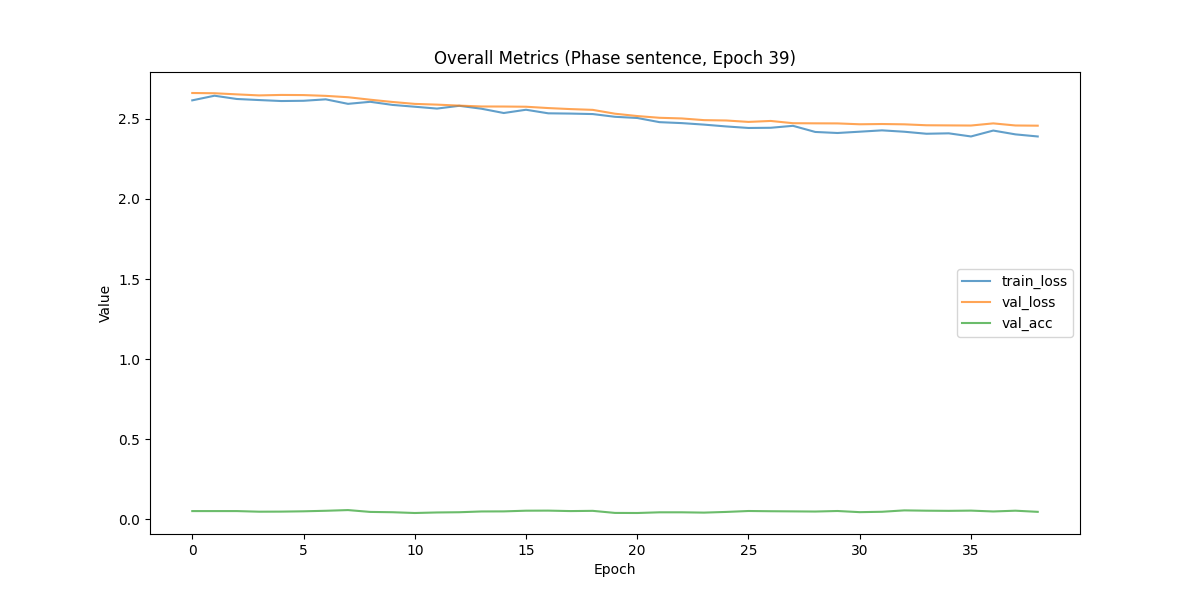 Overall Metrics (Phase sentence, Epoch 39)
2.5
2.0
1.5
1.0
0.5
0.0
Value
train_loss
val_loss
val_acc
0 5 10 15 20 25 30 35
Epoch